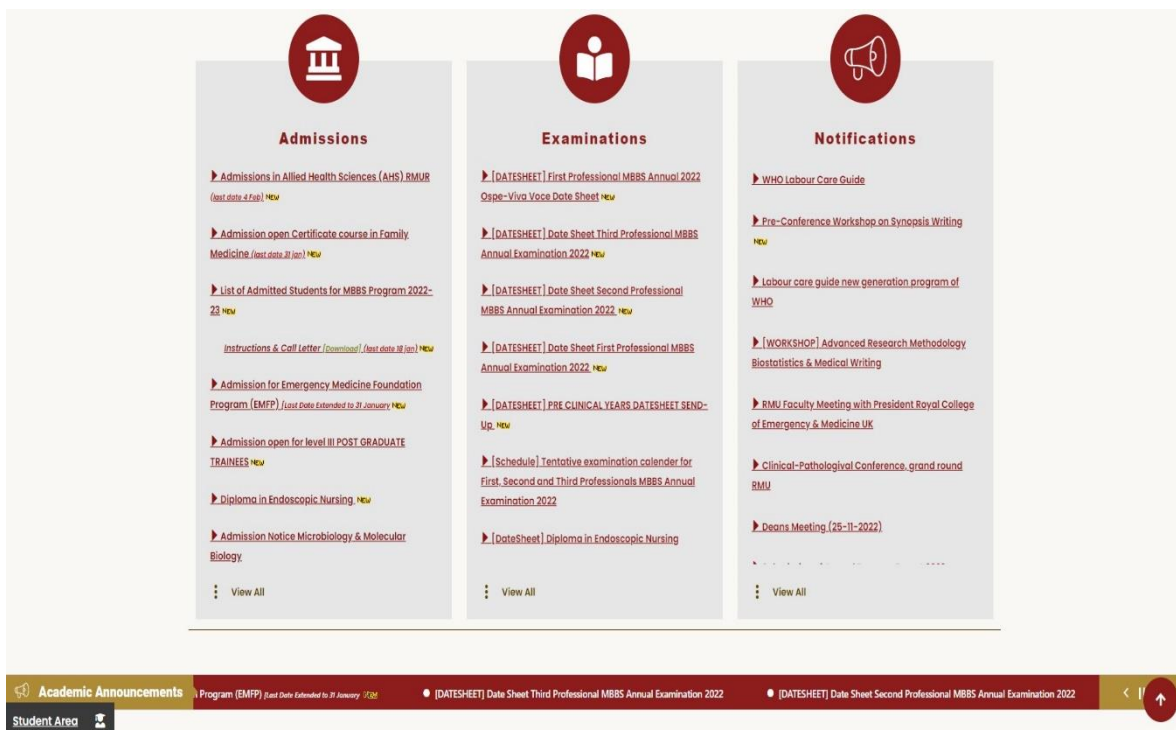 Admissions
▶ Admissions in Allied Health Sciences (AHS) RMUR
(last date 4 Feb) New
▶ Admission open Certificate course in Family
Medicine (last date 31 jan) New
▶ List of Admitted Students for MBBS Program 2022-
23 New
Instructions & Call Letter [Download] (last date 18 jan) New
▶ Admission for Emergency Medicine Foundation
Program (EMFP) [Last Date Extended to 31 January New
▶ Admission open for level III POST GRADUATE
TRAINEES New
▶ Diploma in Endoscopic Nursing New
▶ Admission Notice Microbiology & Molecular
Biology
View All
Examinations
▶ [DATESHEET] First Professional MBBS Annual 2022
Ospe-Viva Voce Date Sheet New
▶ [DATESHEET] Date Sheet Third Professional MBBS
Annual Examination 2022 New
▶ [DATESHEET] Date Sheet Second Professional
MBBS Annual Examination 2022 New
▶ [DATESHEET] Date Sheet First Professional MBBS
Annual Examination 2022 New
▶ [DATESHEET] PRE CLINICAL YEARS DATESHEET SEND-
Up New
▶ [Schedule] Tentative examination calender for
First, Second and Third Professionals MBBS Annual
Examination 2022
▶ [DateSheet] Diploma in Endoscopic Nursing
View All
Notifications
▶ WHO Labour Care Guide
▶ Pre-Conference Workshop on Synopsis Writing
New
▶ Labour care guide new generation program of
WHO
▶ [WORKSHOP] Advanced Research Methodology
Biostatistics & Medical Writing
▶ RMU Faculty Meeting with President Royal College
of Emergency & Medicine UK
▶ Clinical-Pathologival Conference, grand round
RMU
▶ Deans Meeting (25-11-2022)
View All
Academic Announcements
Program (EMFP) [Last Date Extended to 31 January New
[DATESHEET] Date Sheet Third Professional MBBS Annual Examination 2022
[DATESHEET] Date Sheet Second Professional MBBS Annual Examination 2022
Student Area